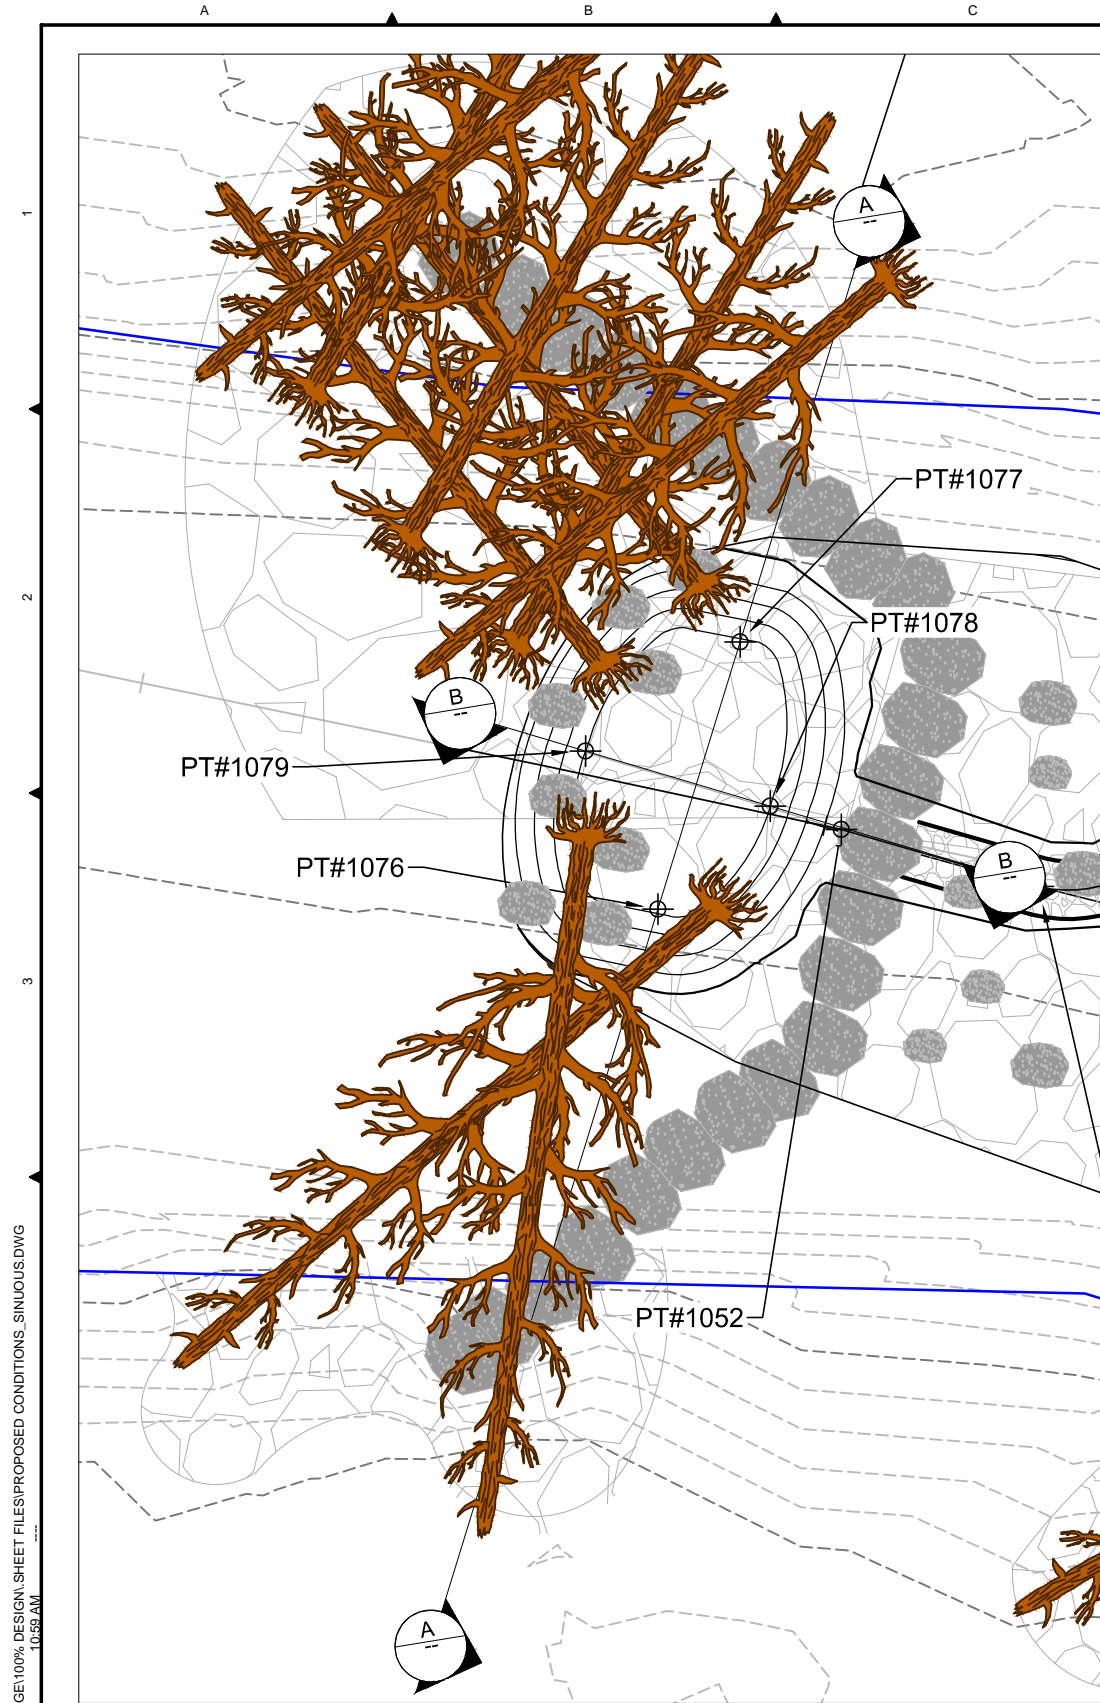 A B C
1
A
--
PT#1077
2
PT#1078
B
--
PT#1079
PT#1076
B
--
3
PT#1052
A
--
GE\100% DESIGN\.SHEET FILES\PROPOSED CONDITIONS_SINUOUS.DWG
----
10:59 AM